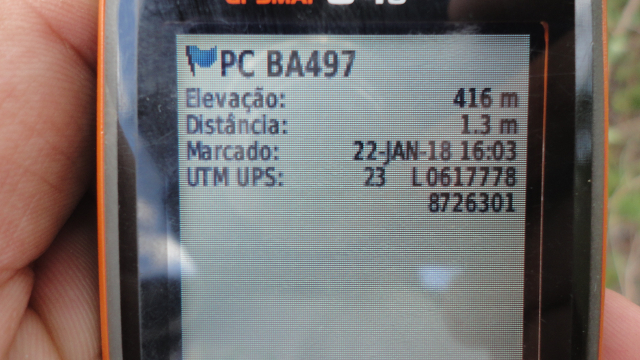 PC BA497
Elevação: 416 m
Distância: 1.3 m
Marcado: 22-JAN-18 16:03
UTM UPS: 23 L0617778
8726301